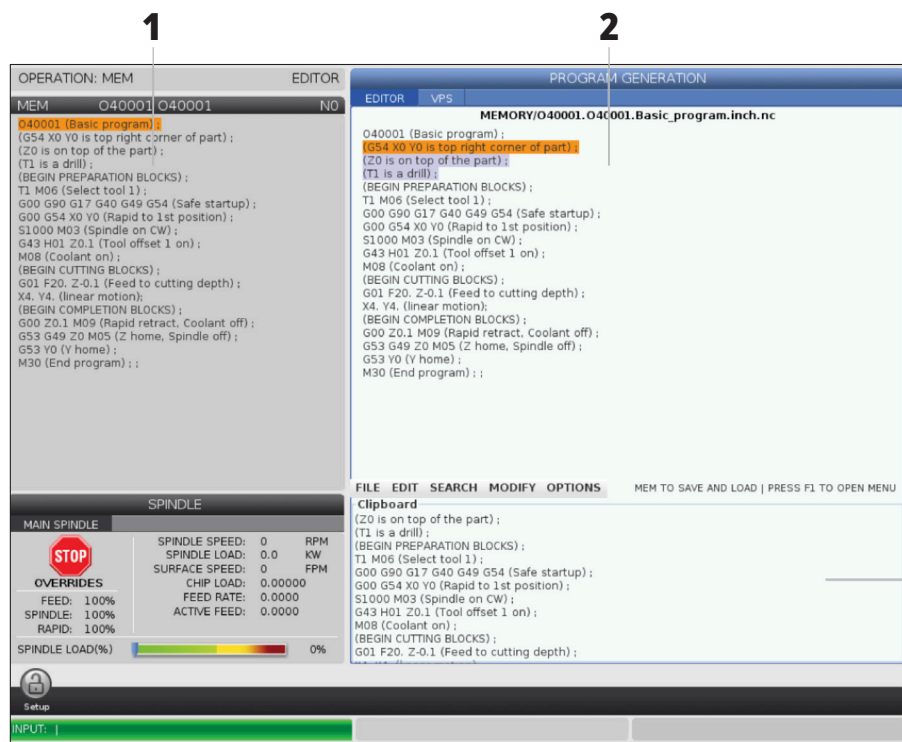 1
2
OPERATION: MEM EDITOR
MEM O40001 O40001 N0
O40001 (Basic program) ;
(G54 X0 Y0 is top right corner of part) ;
(Z0 is on top of the part) ;
(T1 is a drill) ;
(BEGIN PREPARATION BLOCKS) ;
T1 M06 (Select tool 1) ;
G00 G90 G17 G40 G49 G54 (Safe startup) ;
G00 G54 X0 Y0 (Rapid to 1st position) ;
S1000 M03 (Spindle on CW) ;
G43 H01 Z0.1 (Tool offset 1 on) ;
M08 (Coolant on) ;
(BEGIN CUTTING BLOCKS) ;
G01 F20. Z-0.1 (Feed to cutting depth) ;
X4. Y4. (linear motion);
(BEGIN COMPLETION BLOCKS) ;
G00 Z0.1 M09 (Rapid retract, Coolant off) ;
G53 G49 Z0 M05 (Z home, Spindle off) ;
G53 Y0 (Y home) ;
M30 (End program) ; ;
PROGRAM GENERATION
EDITOR VPS
MEMORY/O40001.O40001.Basic_program.inch.nc
O40001 (Basic program) ;
(G54 X0 Y0 is top right corner of part) ;
(Z0 is on top of the part) ;
(T1 is a drill) ;
(BEGIN PREPARATION BLOCKS) ;
T1 M06 (Select tool 1) ;
G00 G90 G17 G40 G49 G54 (Safe startup) ;
G00 G54 X0 Y0 (Rapid to 1st position) ;
S1000 M03 (Spindle on CW) ;
G43 H01 Z0.1 (Tool offset 1 on) ;
M08 (Coolant on) ;
(BEGIN CUTTING BLOCKS) ;
G01 F20. Z-0.1 (Feed to cutting depth) ;
X4. Y4. (linear motion);
(BEGIN COMPLETION BLOCKS) ;
G00 Z0.1 M09 (Rapid retract, Coolant off) ;
G53 G49 Z0 M05 (Z home, Spindle off) ;
G53 Y0 (Y home) ;
M30 (End program) ; ;
FILE EDIT SEARCH MODIFY OPTIONS MEM TO SAVE AND LOAD | PRESS F1 TO OPEN MENU
Clipboard
(Z0 is on top of the part) ;
(T1 is a drill) ;
(BEGIN PREPARATION BLOCKS) ;
T1 M06 (Select tool 1) ;
G00 G90 G17 G40 G49 G54 (Safe startup) ;
G00 G54 X0 Y0 (Rapid to 1st position) ;
S1000 M03 (Spindle on CW) ;
G43 H01 Z0.1 (Tool offset 1 on) ;
M08 (Coolant on) ;
(BEGIN CUTTING BLOCKS) ;
G01 F20. Z-0.1 (Feed to cutting depth) ;
SPINDLE
MAIN SPINDLE
STOP
OVERRIDES
FEED: 100%
SPINDLE: 100%
RAPID: 100%
SPINDLE SPEED: 0 RPM
SPINDLE LOAD: 0.0 KW
SURFACE SPEED: 0 FPM
CHIP LOAD: 0.00000
FEED RATE: 0.0000
ACTIVE FEED: 0.0000
SPINDLE LOAD(%) 0%
Setup
INPUT: |